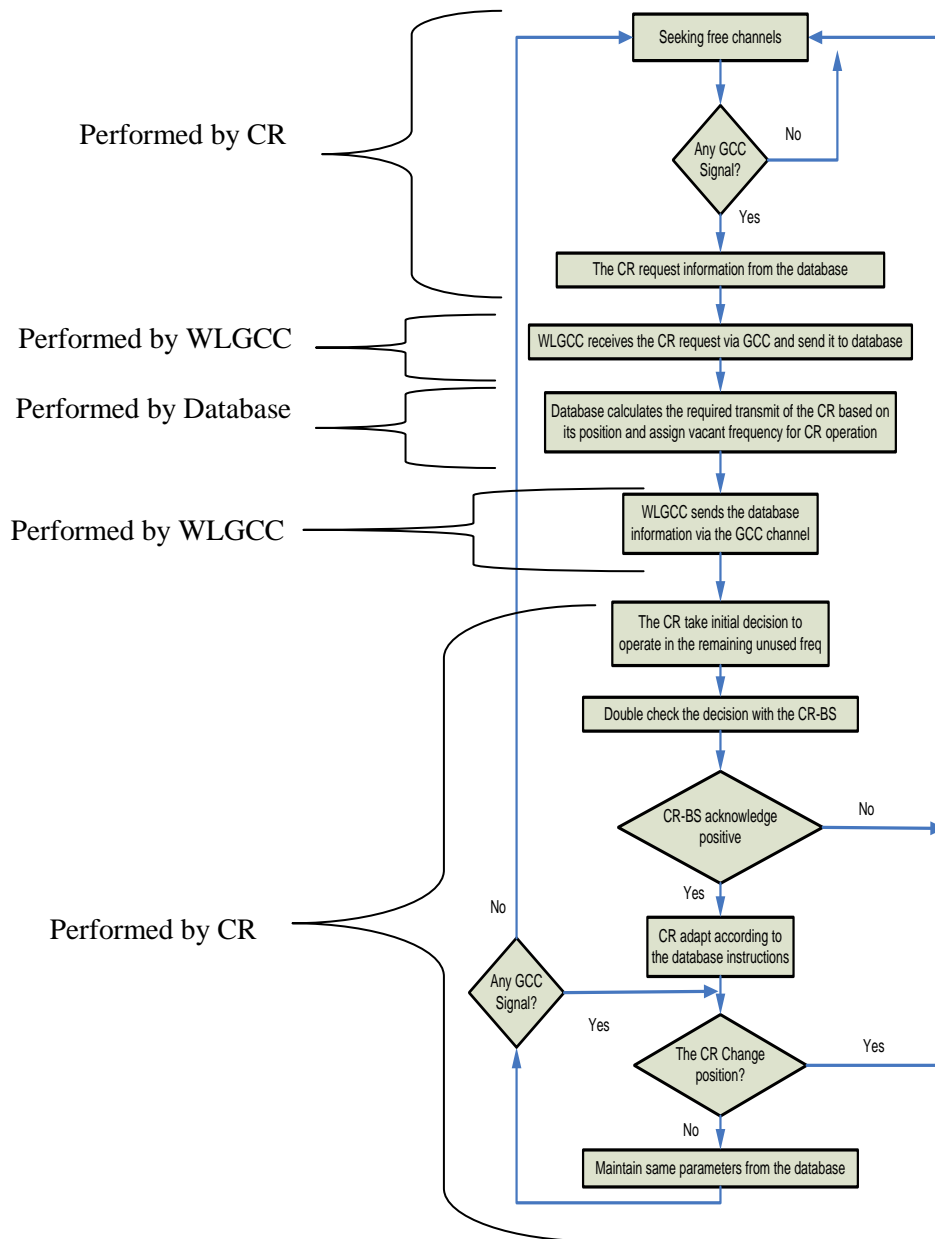 Seeking free channels
Performed by CR
Any GCC
Signal?
No
Yes
The CR request information from the database
Performed by WLGCC
WLGCC receives the CR request via GCC and send it to database
Performed by Database
Database calculates the required transmit of the CR based on
its position and assign vacant frequency for CR operation
Performed by WLGCC
WLGCC sends the database
information via the GCC channel
The CR take initial decision to
operate in the remaining unused freq
Double check the decision with the CR-BS
CR-BS acknowledge
positive
No
Yes
Performed by CR
No
CR adapt according to
the database instructions
Any GCC
Signal?
Yes
The CR Change
position?
Yes
No
Maintain same parameters from the database